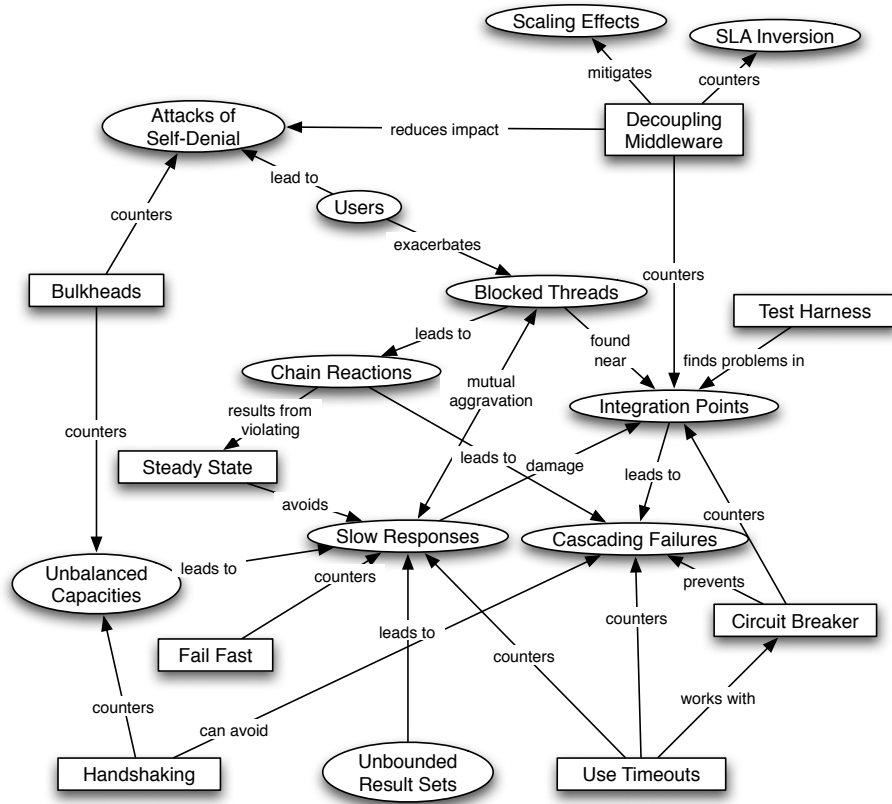 Scaling Effects
SLA Inversion
mitigates
counters
Attacks of
Self-Denial
reduces impact
Decoupling
Middleware
lead to
Users
counters
exacerbates
counters
Bulkheads
Blocked Threads
Test Harness
leads to
found
near
finds problems in
Chain Reactions
mutual
aggravation
Integration Points
results from
violating
counters
Steady State
leads to
damage
leads to
avoids
counters
Slow Responses
Cascading Failures
Unbalanced
Capacities
leads to
counters
prevents
leads to
counters
Circuit Breaker
Fail Fast
counters
works with
counters
can avoid
Handshaking
Unbounded
Result Sets
Use Timeouts